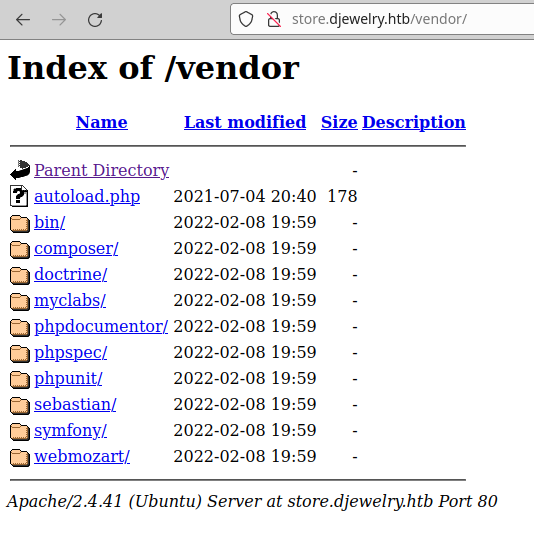 store.djewelry.htb/vendor/
Index of /vendor
Name Last modified Size Description
Parent Directory -
autoload.php 2021-07-04 20:40 178
bin/ 2022-02-08 19:59 -
composer/ 2022-02-08 19:59 -
doctrine/ 2022-02-08 19:59 -
myclabs/ 2022-02-08 19:59 -
phpdocumentor/ 2022-02-08 19:59 -
phpspec/ 2022-02-08 19:59 -
phpunit/ 2022-02-08 19:59 -
sebastian/ 2022-02-08 19:59 -
symfony/ 2022-02-08 19:59 -
webmozart/ 2022-02-08 19:59 -
Apache/2.4.41 (Ubuntu) Server at store.djewelry.htb Port 80